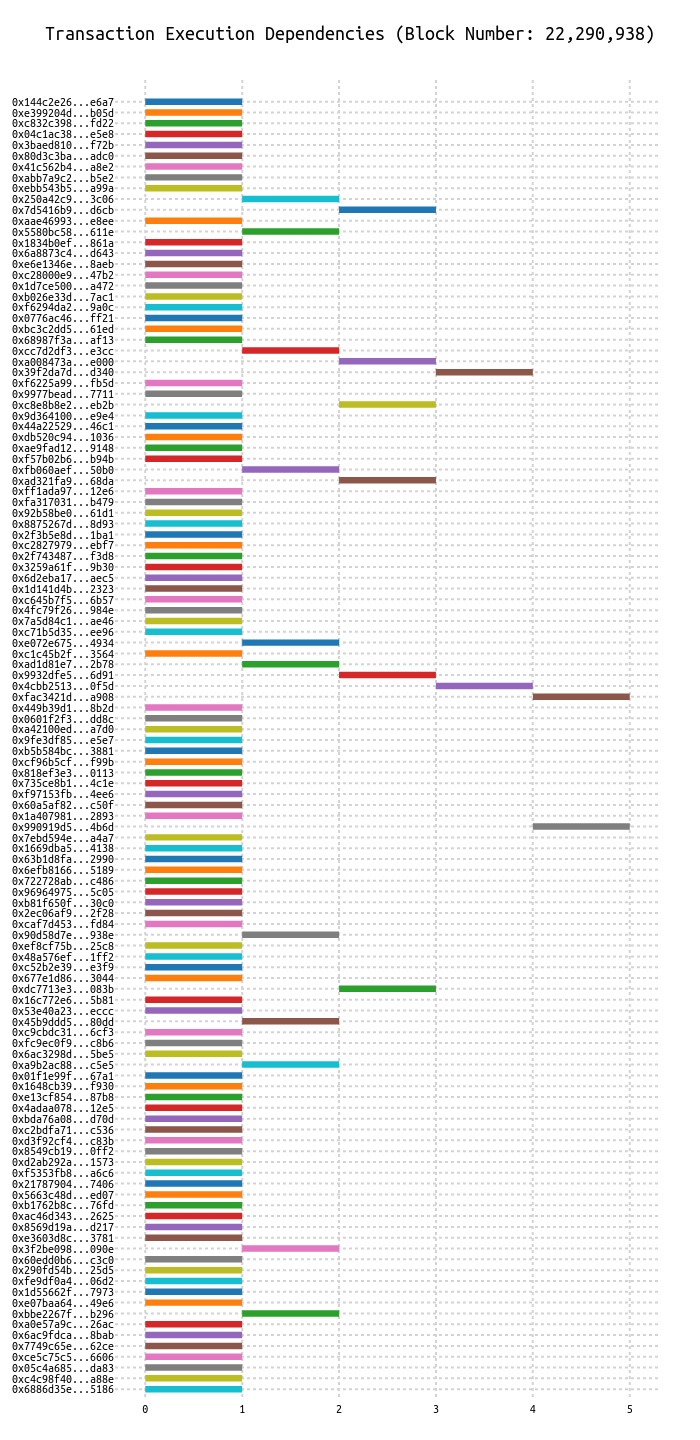 Transaction Execution Dependencies (Block Number: 22,290,938)
0x144c2e26...e6a7
0xe399204d...b05d
0xc832c398...fd22
0x04c1ac38...e5e8
0x3baed810...f72b
0x80d3c3ba...adc0
0x41c562b4...a8e2
0xabb7a9c2...b5e2
0xebb543b5...a99a
0x250a42c9...3c06
0x7d5416b9...d6cb
0xaae46993...e8ee
0x5580bc58...611e
0x1834b0ef...861a
0x6a8873c4...d643
0xe6e1346e...8aeb
0xc28000e9...47b2
0x1d7ce500...a472
0xb026e33d...7ac1
0xf6294da2...9a0c
0x0776ac46...ff21
0xbc3c2dd5...61ed
0x68987f3a...af13
0xcc7d2df3...e3cc
0xa008473a...e000
0x39f2da7d...d340
0xf6225a99...fb5d
0x9977bead...7711
0xc8e8b8e2...eb2b
0x9d364100...e9e4
0x44a22529...46c1
0xdb520c94...1036
0xae9fad12...9148
0xf57b02b6...b94b
0xfb060aef...50b0
0xad321fa9...68da
0xff1ada97...12e6
0xfa317031...b479
0x92b58be0...61d1
0x8875267d...8d93
0x2f3b5e8d...1ba1
0xc2827979...ebf7
0x2f743487...f3d8
0x3259a61f...9b30
0x6d2eba17...aec5
0x1d141d4b...2323
0xc645b7f5...6b57
0x4fc79f26...984e
0x7a5d84c1...ae46
0xc71b5d35...ee96
0xe072e675...4934
0xc1c45b2f...3564
0xad1d81e7...2b78
0x9932dfe5...6d91
0x4cbb2513...0f5d
0xfac3421d...a908
0x449b39d1...8b2d
0x0601f2f3...dd8c
0xa42100ed...a7d0
0x9fe3df85...e5e7
0xb5b584bc...3881
0xcf96b5cf...f99b
0x818ef3e3...0113
0x735ce8b1...4c1e
0xf97153fb...4ee6
0x60a5af82...c50f
0x1a407981...2893
0x990919d5...4b6d
0x7ebd594e...a4a7
0x1669dba5...4138
0x63b1d8fa...2990
0x6efb8166...5189
0x722728ab...c486
0x96964975...5c05
0xb81f650f...30c0
0x2ec06af9...2f28
0xcaf7d453...fd84
0x90d58d7e...938e
0xef8cf75b...25c8
0x48a576ef...1ff2
0xc52b2e39...e3f9
0x677e1d86...3044
0xdc7713e3...083b
0x16c772e6...5b81
0x53e40a23...eccc
0x45b9ddd5...80dd
0xc9cbdc31...6cf3
0xfc9ec0f9...c8b6
0x6ac3298d...5be5
0xa9b2ac88...c5e5
0x01f1e99f...67a1
0x1648cb39...f930
0xe13cf854...87b8
0x4adaa078...12e5
0xbda76a08...d70d
0xc2bdfa71...c536
0xd3f92cf4...c83b
0x8549cb19...0ff2
0xd2ab292a...1573
0xf5353fb8...a6c6
0x21787904...7406
0x5663c48d...ed07
0xb1762b8c...76fd
0xac46d343...2625
0x8569d19a...d217
0xe3603d8c...3781
0x3f2be098...090e
0x60edd0b6...c3c0
0x290fd54b...25d5
0xfe9df0a4...06d2
0x1d55662f...7973
0xe07baa64...49e6
0xbbe2267f...b296
0xa0e57a9c...26ac
0x6ac9fdca...8bab
0x7749c65e...62ce
0xce5c75c5...6606
0x05c4a685...da83
0xc4c98f40...a88e
0x6886d35e...5186
0 1 2 3 4 5